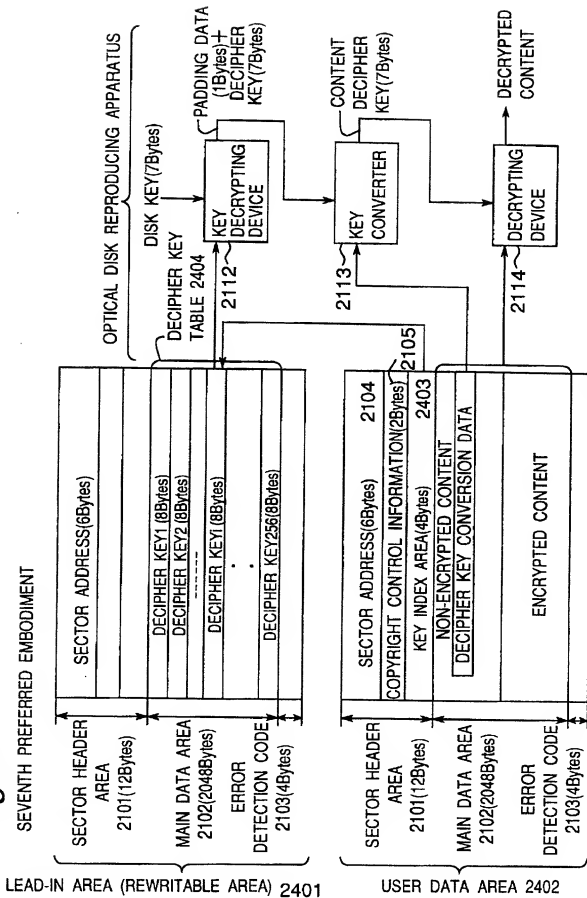 SEVENTH PREFERRED EMBODIMENT
OPTICAL DISK REPRODUCING APPARATUS
LEAD-IN AREA (REWRITABLE AREA) 2401
SECTOR HEADER
AREA
2101(12Bytes)
MAIN DATA AREA
2102(2048Bytes)
ERROR
DETECTION CODE
2103(4Bytes)
SECTOR ADDRESS(6Bytes)
DECIPHER KEY1 (8Bytes)
DECIPHER KEY2 (8Bytes)
DECIPHER KEYi (8Bytes)
DECIPHER KEY256(8Bytes)
DECIPHER KEY
TABLE 2404
DISK KEY(7Bytes)
KEY
DECRYPTING
DEVICE
2112
PADDING DATA
(1Bytes)+
DECIPHER
KEY(7Bytes)
KEY
CONVERTER
2113
CONTENT
DECIPHER
KEY(7Bytes)
DECRYPTING
DEVICE
2114
DECRYPTED
CONTENT
USER DATA AREA 2402
SECTOR HEADER
AREA
2101(12Bytes)
MAIN DATA AREA
2102(2048Bytes)
ERROR
DETECTION CODE
2103(4Bytes)
SECTOR ADDRESS(6Bytes) 2104
COPYRIGHT CONTROL INFORMATION(2Bytes) 2105
KEY INDEX AREA(4Bytes) 2403
NON-ENCRYPTED CONTENT
DECIPHER KEY CONVERSION DATA
ENCRYPTED CONTENT